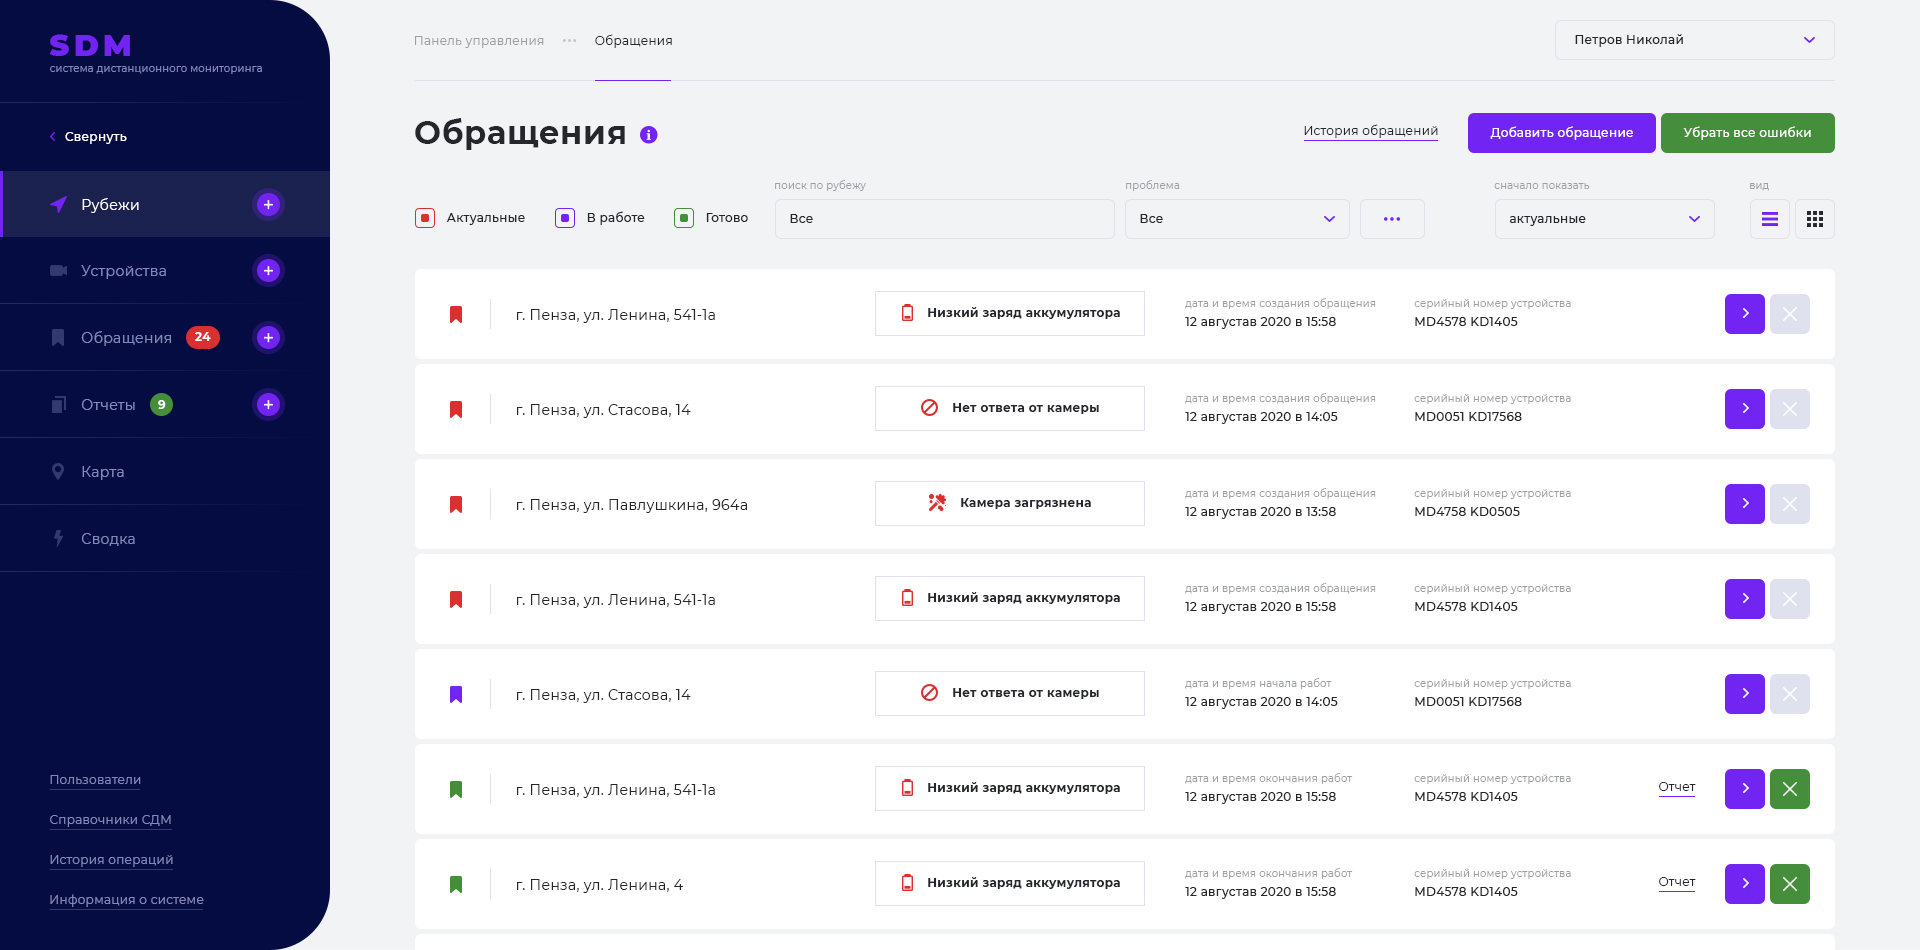 SDM
система дистанционного мониторинга
Свернуть
Рубежи
Устройства
Обращения 24
Отчеты 9
Карта
Сводка
Пользователи
Справочники СДМ
История операций
Информация о системе
Панель управления ··· Обращения
Петров Николай
Обращения
История обращений
Добавить обращение
Убрать все ошибки
Актуальные
В работе
Готово
поиск по рубежу
Все
проблема
Все
сначало показать
актуальные
вид
г. Пенза, ул. Ленина, 541-1а
Низкий заряд аккумулятора
дата и время создания обращения
12 августав 2020 в 15:58
серийный номер устройства
MD4578 KD1405
г. Пенза, ул. Стасова, 14
Нет ответа от камеры
дата и время создания обращения
12 августав 2020 в 14:05
серийный номер устройства
MD0051 KD17568
г. Пенза, ул. Павлушкина, 964а
Камера загрязнена
дата и время создания обращения
12 августав 2020 в 13:58
серийный номер устройства
MD4758 KD0505
г. Пенза, ул. Ленина, 541-1а
Низкий заряд аккумулятора
дата и время создания обращения
12 августав 2020 в 15:58
серийный номер устройства
MD4578 KD1405
г. Пенза, ул. Стасова, 14
Нет ответа от камеры
дата и время начала работ
12 августав 2020 в 14:05
серийный номер устройства
MD0051 KD17568
г. Пенза, ул. Ленина, 541-1а
Низкий заряд аккумулятора
дата и время окончания работ
12 августав 2020 в 15:58
серийный номер устройства
MD4578 KD1405
Отчет
г. Пенза, ул. Ленина, 4
Низкий заряд аккумулятора
дата и время окончания работ
12 августав 2020 в 15:58
серийный номер устройства
MD4578 KD1405
Отчет